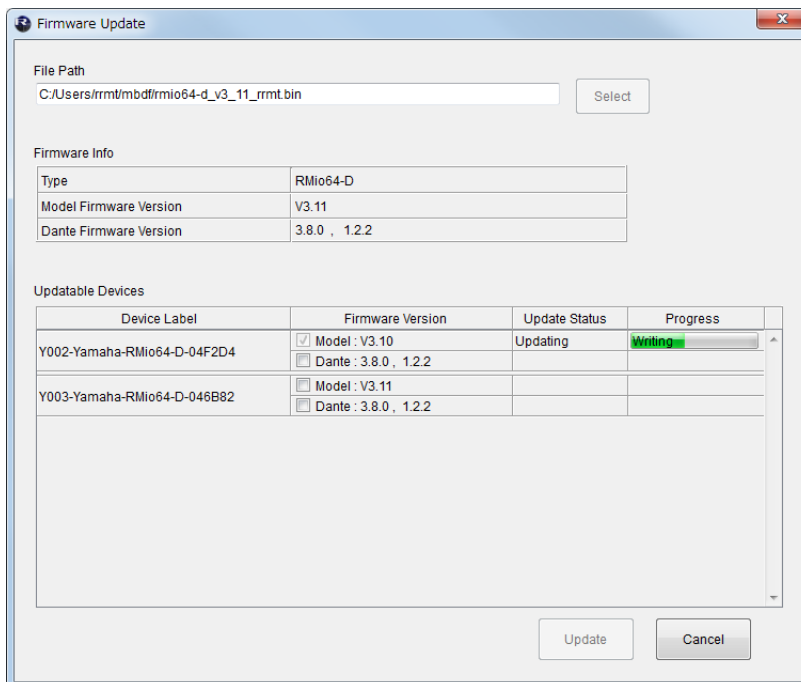 Firmware Update
File Path
C:/Users/rrmt/mbdf/rmio64-d_v3_11_rrmt.bin
Select
Firmware Info
Type RMio64-D
Model Firmware Version V3.11
Dante Firmware Version 3.8.0 , 1.2.2
Updatable Devices
Device Label Firmware Version Update Status Progress
Y002-Yamaha-RMio64-D-04F2D4
Model : V3.10 Updating Writing
Dante : 3.8.0 , 1.2.2
Y003-Yamaha-RMio64-D-046B82
Model : V3.11
Dante : 3.8.0 , 1.2.2
Update Cancel